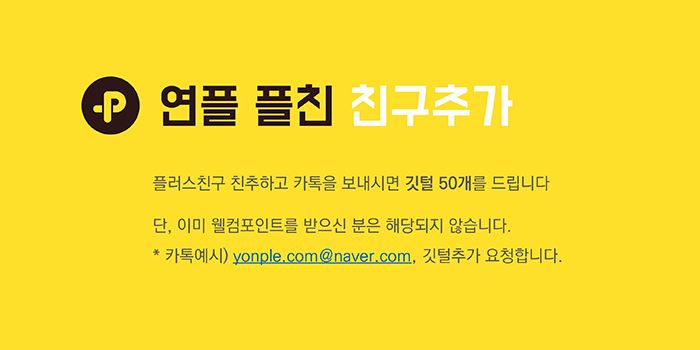 연플 플친 친구추가
플러스친구 친추하고 카톡을 보내시면 깃털 50개를 드립니다
단, 이미 웰컴포인트를 받으신 분은 해당되지 않습니다.
* 카톡예시) yonple.com@naver.com, 깃털추가 요청합니다.